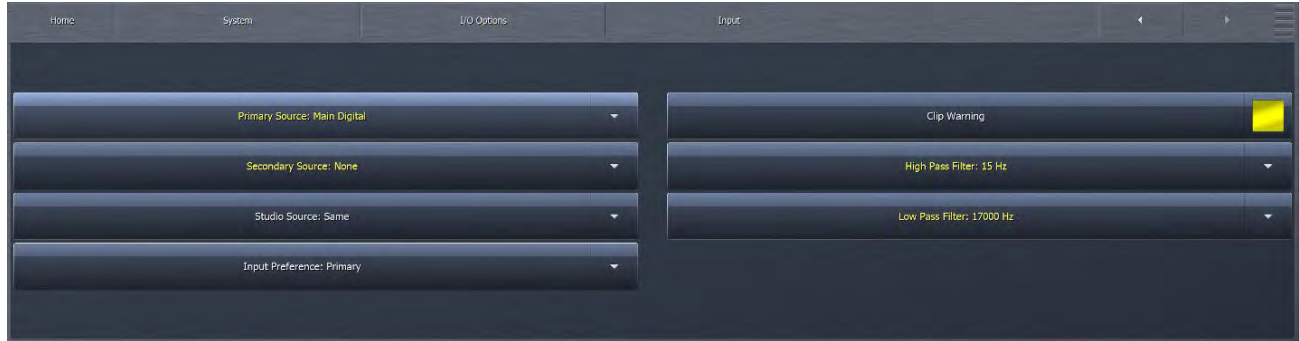 Home System I/O Options Input
Primary Source: Main Digital
Secondary Source: None
Studio Source: Same
Input Preference: Primary
Clip Warning
High Pass Filter: 15 Hz
Low Pass Filter: 17000 Hz